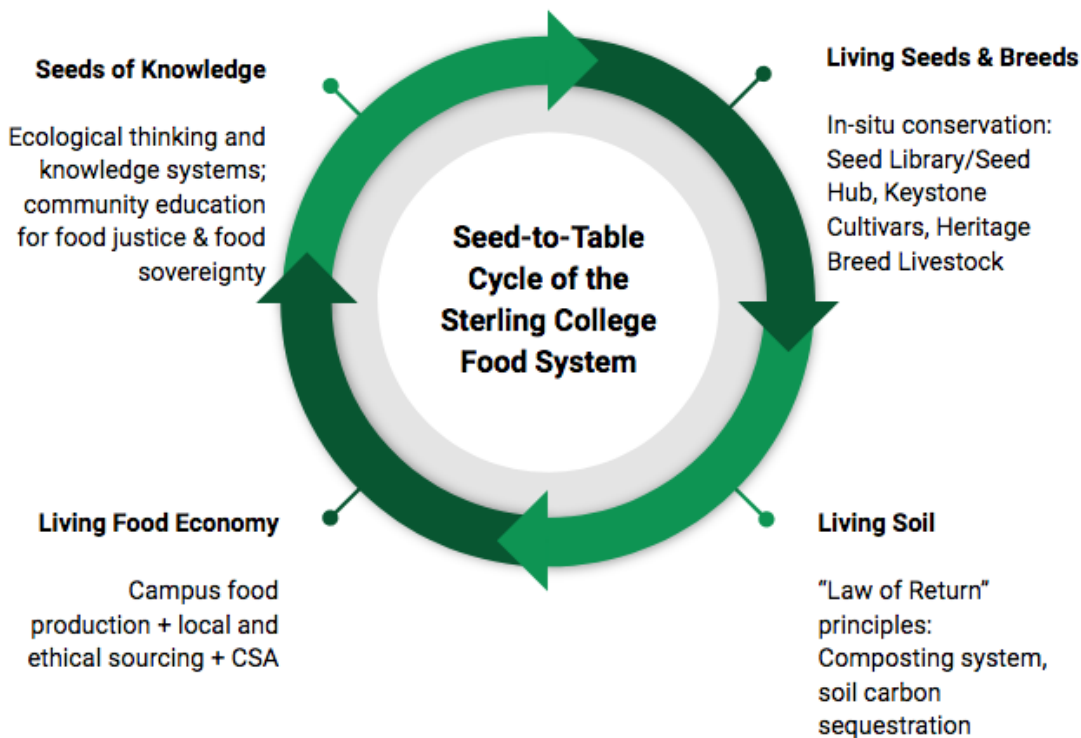 Seeds of Knowledge
Ecological thinking and
knowledge systems;
community education
for food justice & food
sovereignty
Living Seeds & Breeds
In-situ conservation:
Seed Library/Seed
Hub, Keystone
Cultivars, Heritage
Breed Livestock
Seed-to-Table
Cycle of the
Sterling College
Food System
Living Food Economy
Campus food
production + local and
ethical sourcing + CSA
Living Soil
“Law of Return”
principles:
Composting system,
soil carbon
sequestration